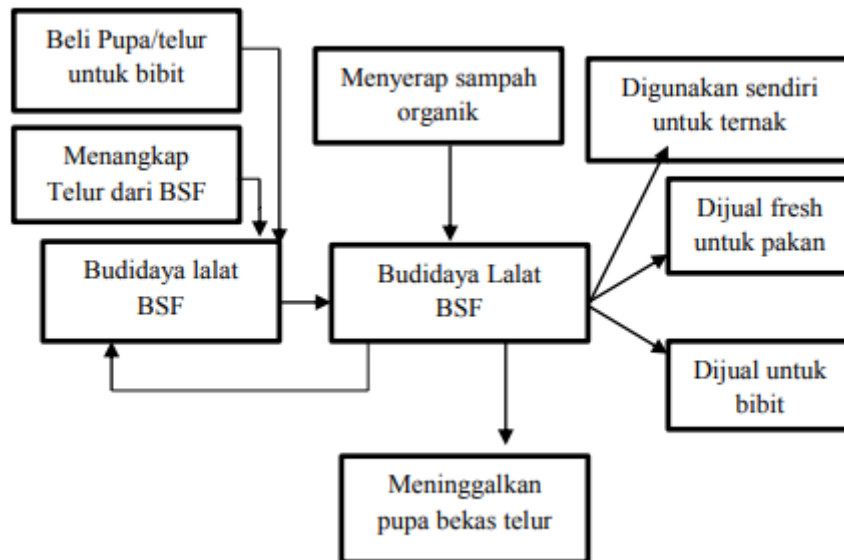 Beli Pupa/telur
untuk bibit
Menangkap
Telur dari BSF
Budidaya lalat
BSF
Menyerap sampah
organik
Budidaya Lalat
BSF
Meninggalkan
pupa bekas telur
Digunakan sendiri
untuk ternak
Dijual fresh
untuk pakan
Dijual untuk
bibit